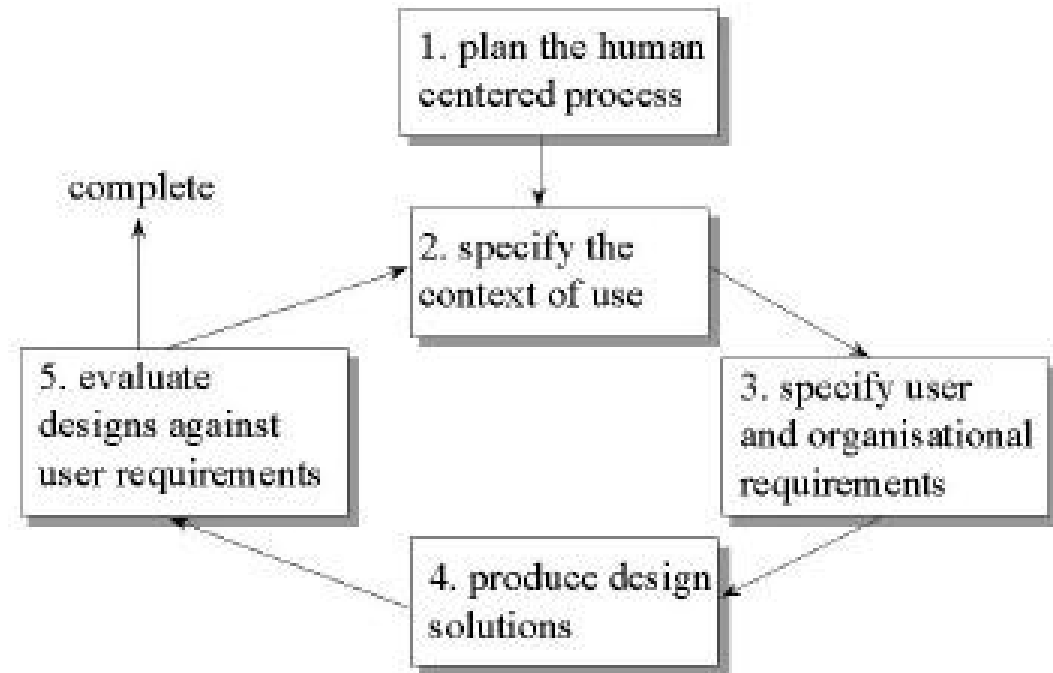 1. plan the human
centered process
complete
2. specify the
context of use
5. evaluate
designs against
user requirements
3. specify user
and organisational
requirements
4. produce design
solutions